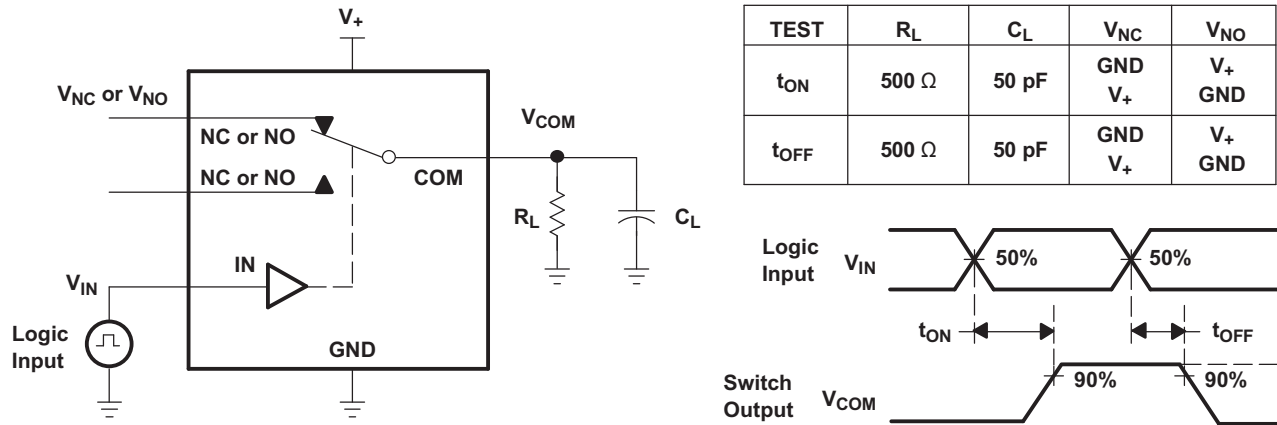 V+
VNC or VNO
NC or NO
NC or NO
VCOM
COM
RL
CL
IN
VIN
Logic
Input
GND
TEST RL CL VNC VNO
tON 500 Ω 50 pF GND V+
V+ GND
tOFF 500 Ω 50 pF GND V+
V+ GND
Logic
Input
VIN
50% 50%
tON tOFF
Switch
Output
VCOM
90% 90%